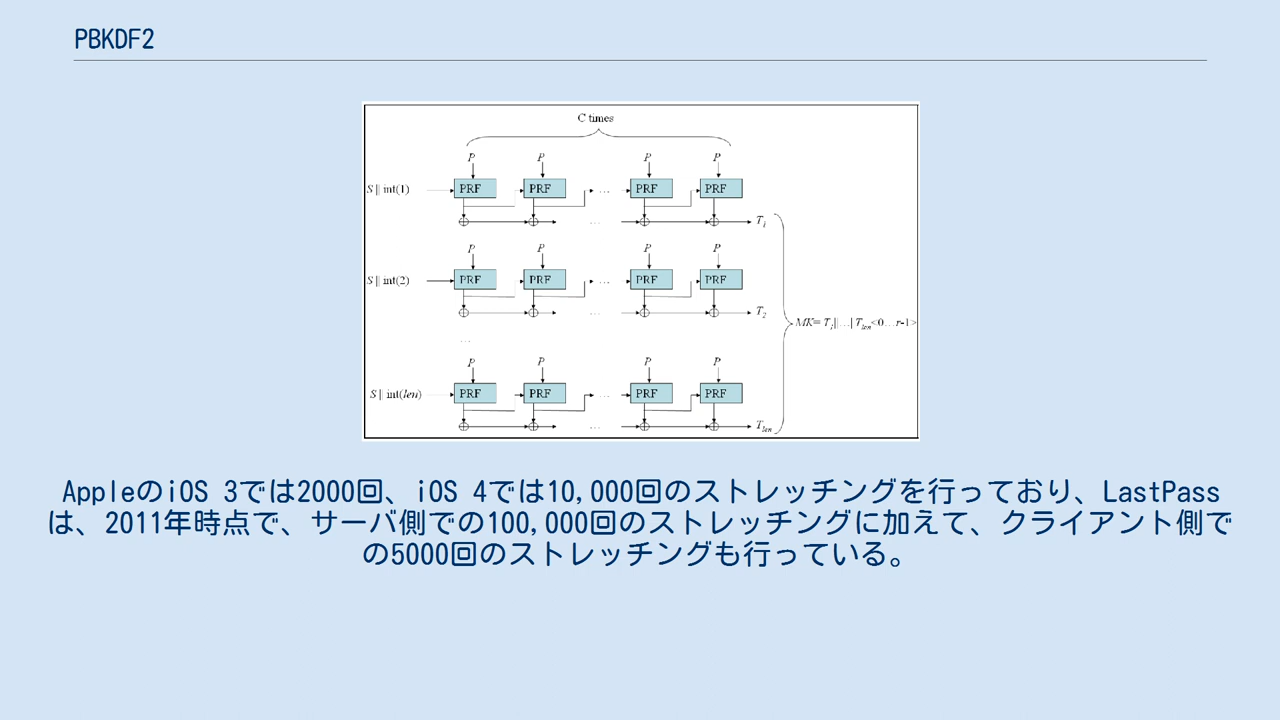 PBKDF2
C times
P P P P
S || int(1) PRF PRF ... PRF PRF
... T1
P P P P
S || int(2) PRF PRF ... PRF PRF
... T2
MK= T1||...| Tlen<0...r-1>
...
P P P P
S || int(len) PRF PRF ... PRF PRF
... Tlen
AppleのiOS 3では2000回、iOS 4では10,000回のストレッチングを行っており、LastPass
は、2011年時点で、サーバ側での100,000回のストレッチングに加えて、クライアント側で
の5000回のストレッチングも行っている。